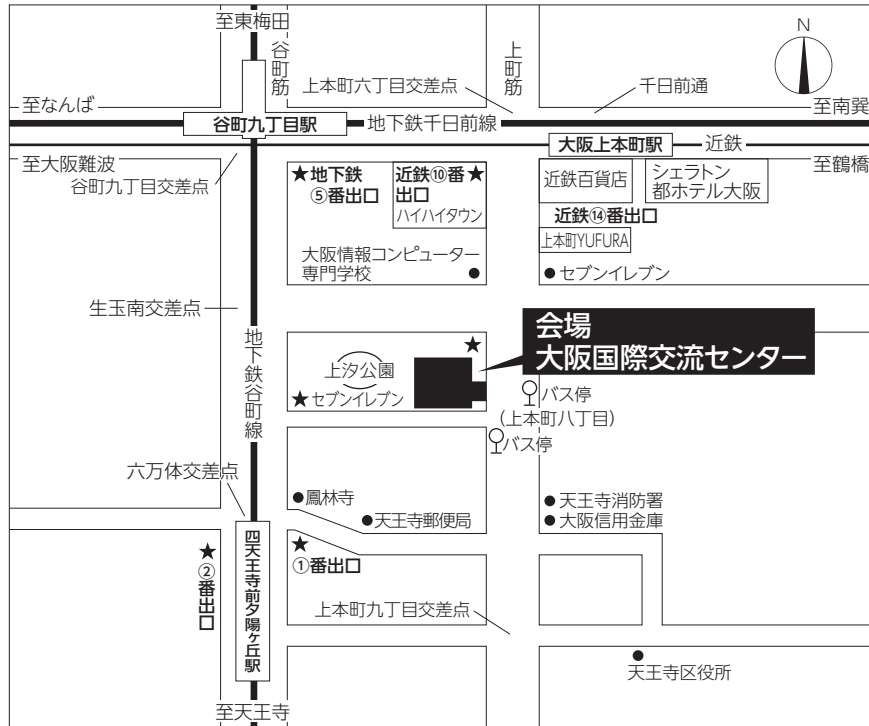 至東梅田
谷町筋
上本町六丁目交差点
上町筋
千日前通
N
至なんば
谷町九丁目駅
地下鉄千日前線
至南巽
大阪上本町駅
近鉄
至大阪難波
至鶴橋
谷町九丁目交差点
★地下鉄
⑤番出口
近鉄⑩番★
出口
ハイハイタウン
近鉄百貨店
シェラトン
都ホテル大阪
近鉄⑭番出口
上本町YUFURA
大阪情報コンピューター
専門学校
●
●セブンイレブン
生玉南交差点
地下鉄谷町線
★
会場
大阪国際交流センター
上汐公園
★セブンイレブン
バス停
(上本町八丁目)
バス停
六万体交差点
●鳳林寺
●天王寺郵便局
●天王寺消防署
●大阪信用金庫
★
②番出口
四天王寺前夕陽ヶ丘駅
★
①番出口
上本町九丁目交差点
●
天王寺区役所
至天王寺